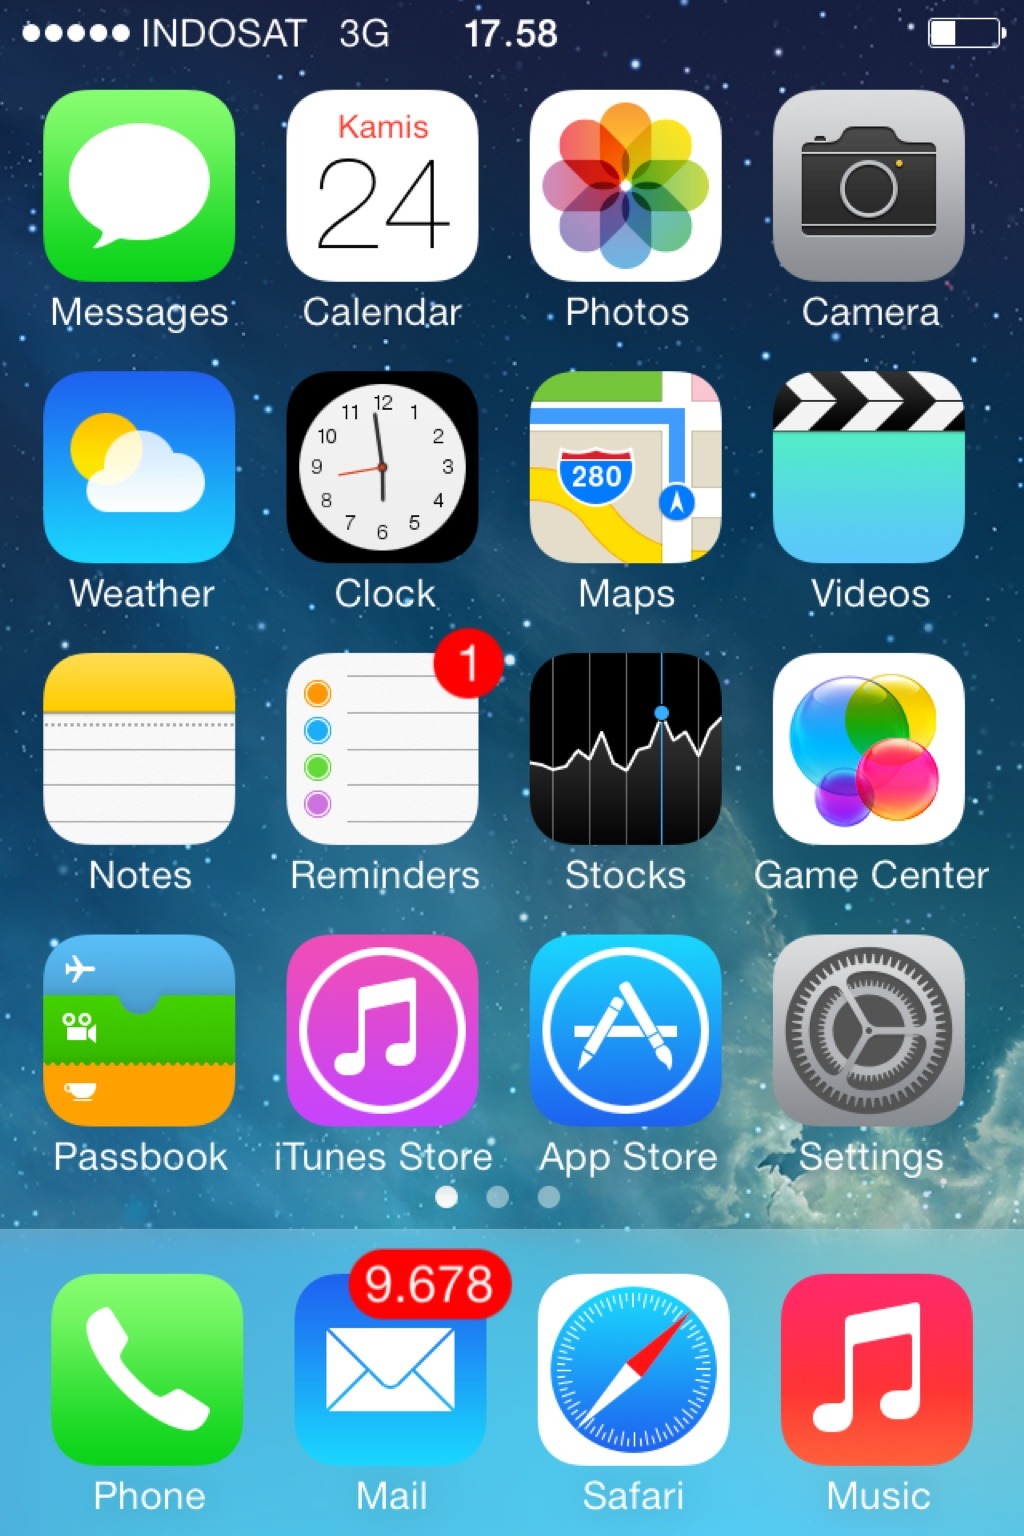 INDOSAT 3G 17.58
Kamis
24
Messages Calendar Photos Camera
11 12 1
10 2
9 3
8 4
7 6 5
280
Weather Clock Maps Videos
1
Notes Reminders Stocks Game Center
Passbook iTunes Store App Store Settings
9.678
Phone Mail Safari Music